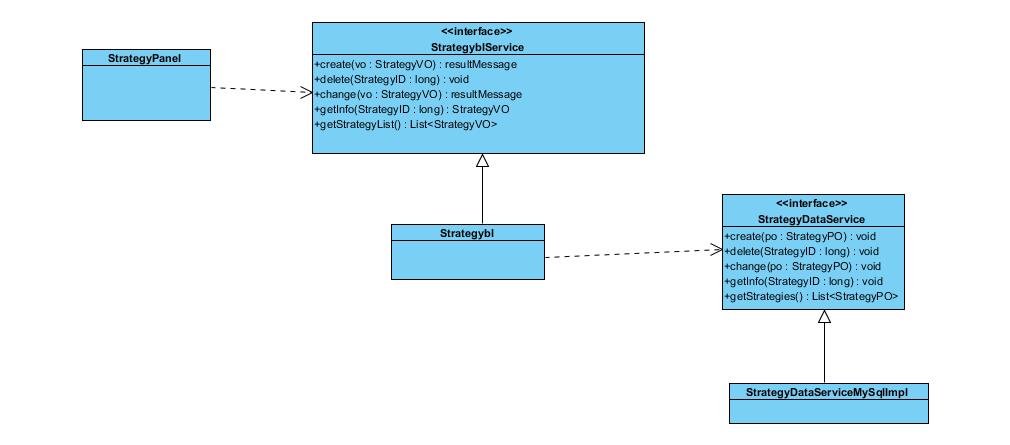 StrategyPanel
<<interface>>
StrategyblService
+create(vo : StrategyVO) : resultMessage
+delete(StrategyID : long) : void
+change(vo : StrategyVO) : resultMessage
+getInfo(StrategyID : long) : StrategyVO
+getStrategyList() : List<StrategyVO>
Strategybl
<<interface>>
StrategyDataService
+create(po : StrategyPO) : void
+delete(StrategyID : long) : void
+change(po : StrategyPO) : void
+getInfo(StrategyID : long) : void
+getStrategies() : List<StrategyPO>
StrategyDataServiceMySqlImpl